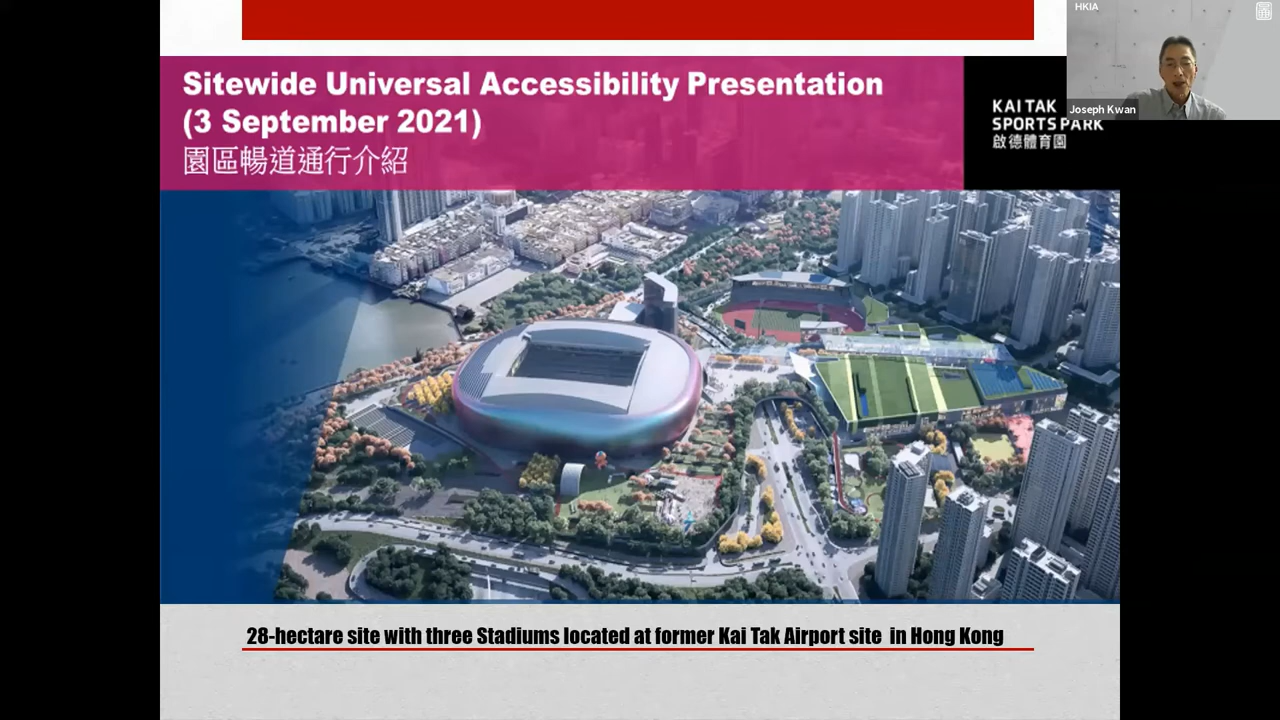 HKIA
Sitewide Universal Accessibility Presentation
(3 September 2021)
園區暢道通行介紹
KAI TAK
SPORTS PARK
啟德體育園
Joseph Kwan
28-hectare site with three Stadiums located at former Kai Tak Airport site in Hong Kong